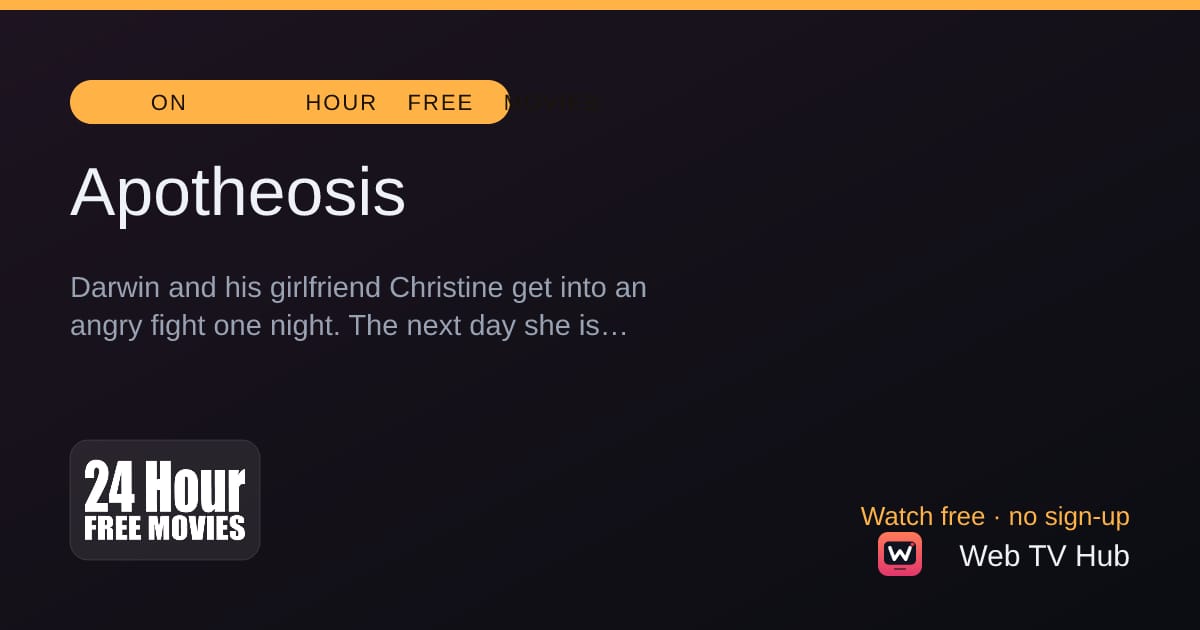 ON HOUR FREE MOVIES
Apotheosis
Darwin and his girlfriend Christine get into an
angry fight one night. The next day she is…
24 Hour
FREE MOVIES
Watch free · no sign-up
W
Web TV Hub